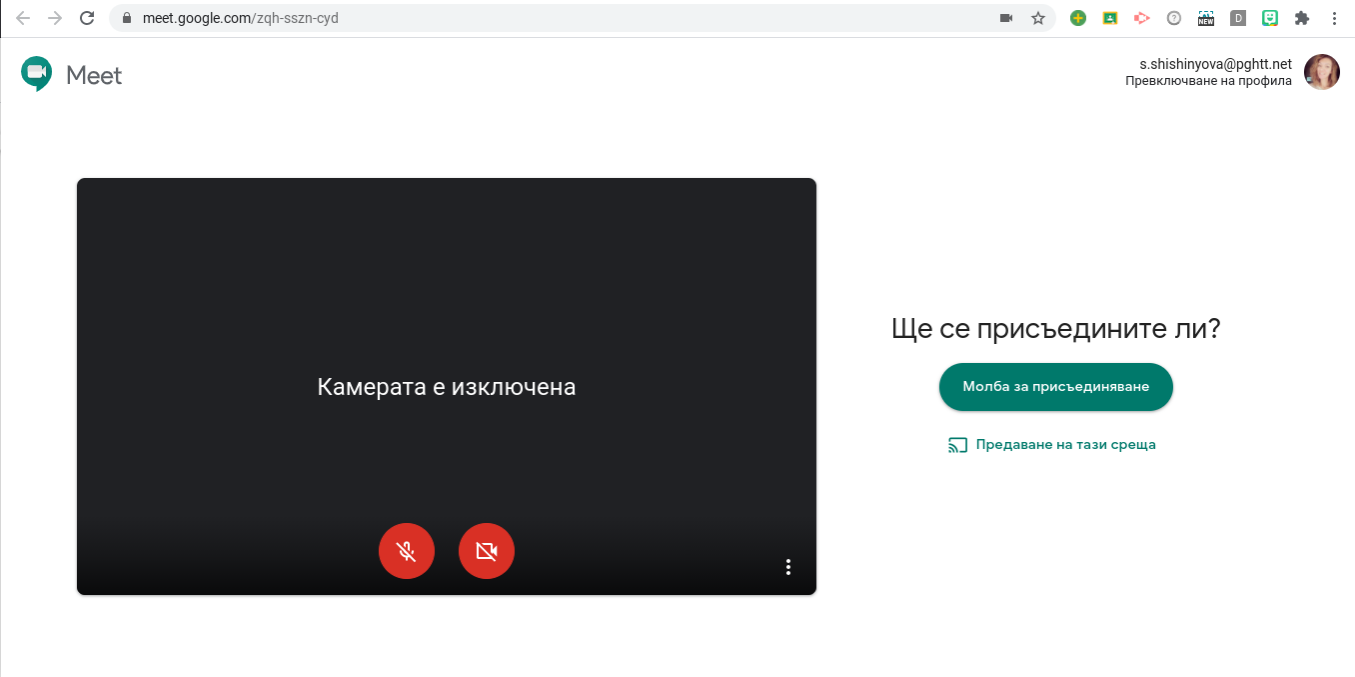 meet.google.com/zqh-sszn-cyd
NEW
D
Meet
s.shishinyova@pghtt.net
Превключване на профила
Ще се присъедините ли?
Камерата е изключена
Молба за присъединяване
Предаване на тази среща